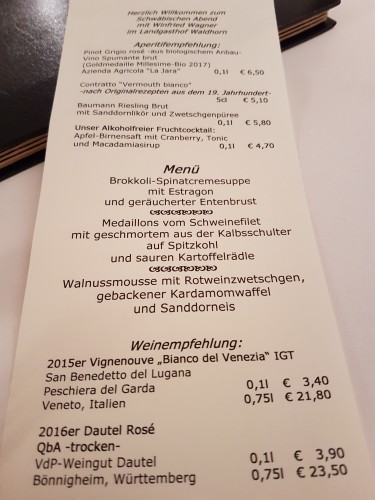 Herzlich Willkommen zum
Schwäbischen Abend
mit Winfried Wagner
im Landgasthof Waldhorn
Aperitifempfehlung:
Pinot Grigio rosé -aus biologischem Anbau-
Vino Spumante brut
(Goldmedaille Millesime-Bio 2017)
Azienda Agricola "La Jara" 0,1l € 6,50
Contratto "Vermouth bianco"
-nach Originalrezepten aus dem 19. Jahrhundert-
5cl € 5,10
Baumann Riesling Brut
mit Sanddornlikör und Zwetschgenpüree
0,1l € 5,80
Unser Alkoholfreier Fruchtcocktail:
Apfel-Birnensaft mit Cranberry, Tonic
und Macadamiasirup 0,1l € 4,70
Menü
Brokkoli-Spinatcremesuppe
mit Estragon
und geräucherter Entenbrust
Medaillons vom Schweinefilet
mit geschmortem aus der Kalbsschulter
auf Spitzkohl
und sauren Kartoffelrädle
Walnussmousse mit Rotweinzwetschgen,
gebackener Kardamomwaffel
und Sanddorneis
Weinempfehlung:
2015er Vignenouve „Bianco del Venezia“ IGT
San Benedetto del Lugana
Peschiera del Garda 0,1l € 3,40
Veneto, Italien 0,75l € 21,80
2016er Dautel Rosé
QbA -trocken-
VdP-Weingut Dautel 0,1l € 3,90
Bönnigheim, Württemberg 0,75l € 23,50